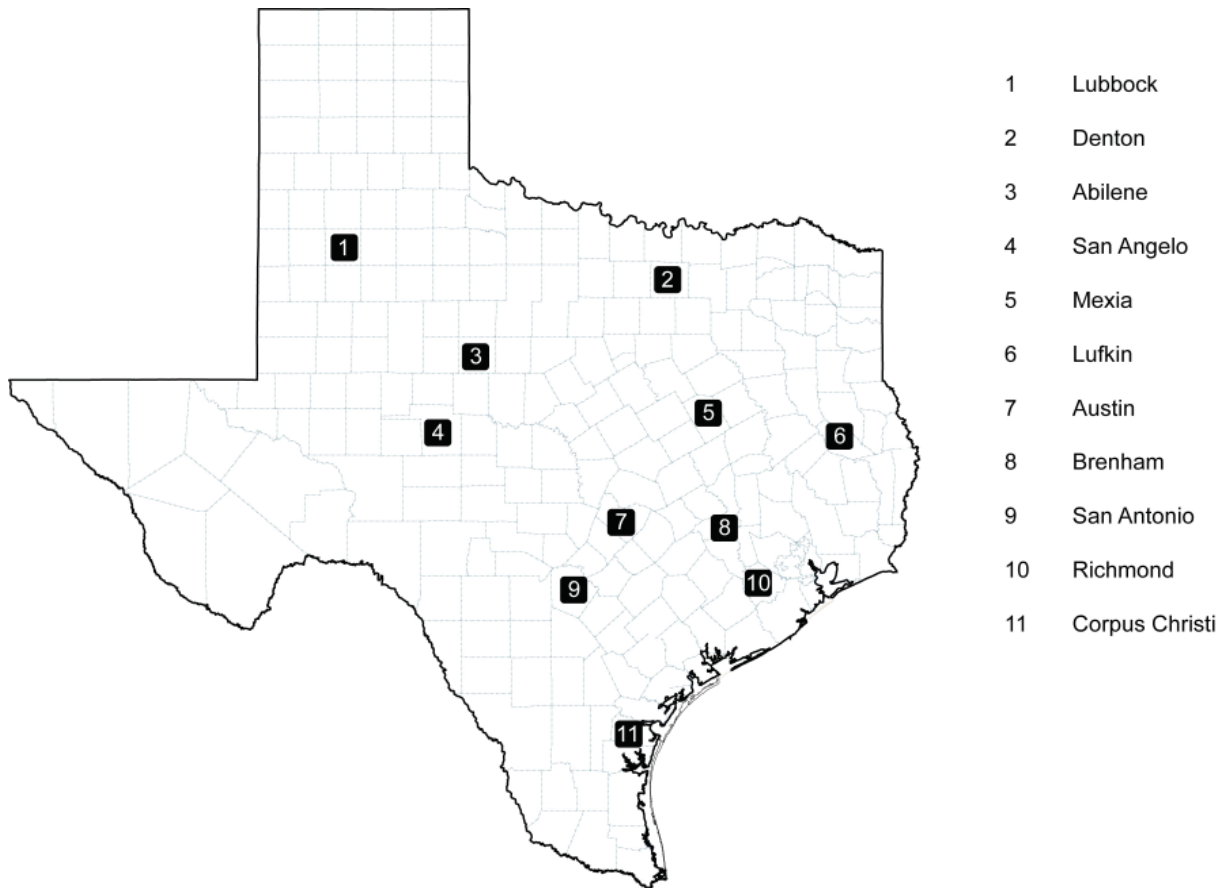 1 Lubbock
2 Denton
3 Abilene
4 San Angelo
5 Mexia
6 Lufkin
7 Austin
8 Brenham
9 San Antonio
10 Richmond
11 Corpus Christi
1
2
3
5
4
6
7
8
10
9
11